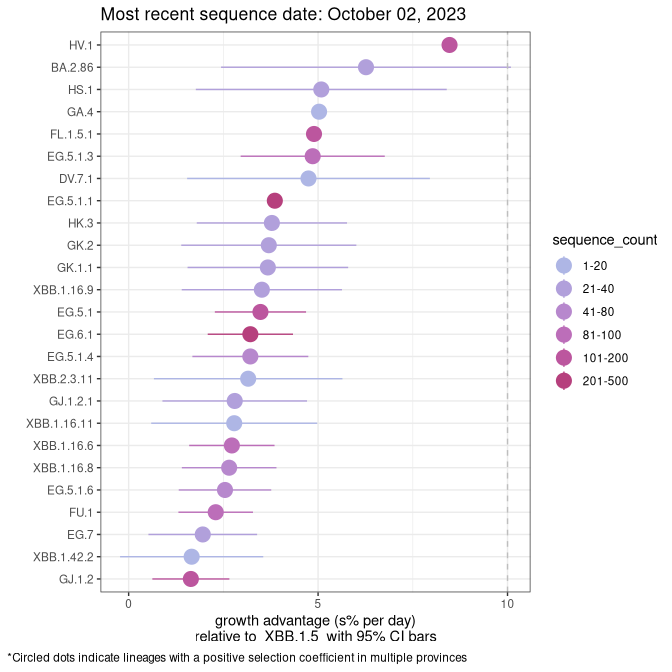 Most recent sequence date: October 02, 2023
HV.1
BA.2.86
HS.1
GA.4
FL.1.5.1
EG.5.1.3
DV.7.1
EG.5.1.1
HK.3
GK.2
GK.1.1
XBB.1.16.9
EG.5.1
EG.6.1
EG.5.1.4
XBB.2.3.11
GJ.1.2.1
XBB.1.16.11
XBB.1.16.6
XBB.1.16.8
EG.5.1.6
FU.1
EG.7
XBB.1.42.2
GJ.1.2
0 5 10
growth advantage (s% per day)
relative to XBB.1.5 with 95% CI bars
sequence_count
1-20
21-40
41-80
81-100
101-200
201-500
*Circled dots indicate lineages with a positive selection coefficient in multiple provinces